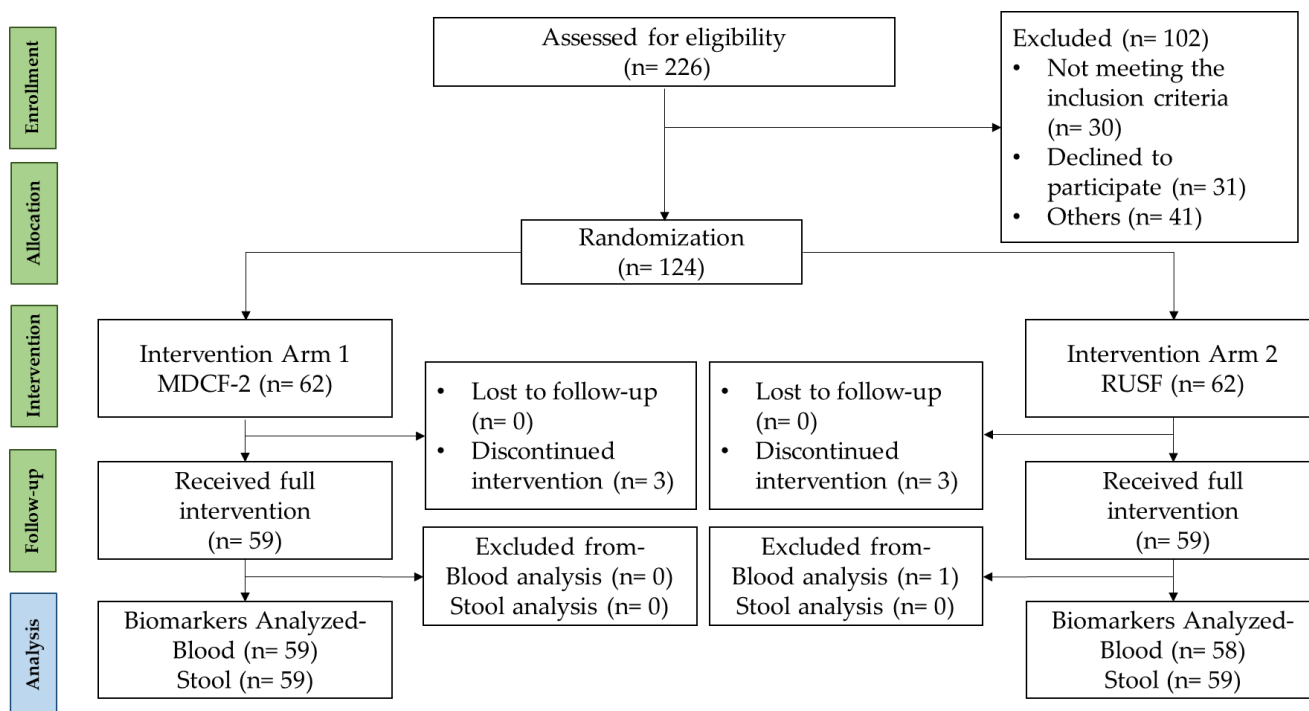 Enrollment
Assessed for eligibility
(n= 226)
Excluded (n= 102)
• Not meeting the
inclusion criteria
(n= 30)
• Declined to
participate (n= 31)
• Others (n= 41)
Allocation
Randomization
(n= 124)
Intervention
Intervention Arm 1
MDCF-2 (n= 62)
• Lost to follow-up
(n= 0)
• Discontinued
intervention (n= 3)
• Lost to follow-up
(n= 0)
• Discontinued
intervention (n= 3)
Intervention Arm 2
RUSF (n= 62)
Follow-up
Received full
intervention
(n= 59)
Excluded from-
Blood analysis (n= 0)
Stool analysis (n= 0)
Excluded from-
Blood analysis (n= 1)
Stool analysis (n= 0)
Received full
intervention
(n= 59)
Analysis
Biomarkers Analyzed-
Blood (n= 59)
Stool (n= 59)
Biomarkers Analyzed-
Blood (n= 58)
Stool (n= 59)